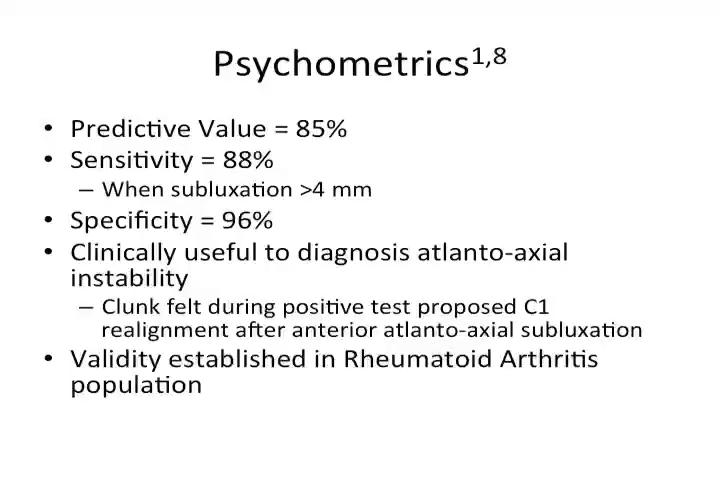 Psychometrics1,8
• Predictive Value = 85%
• Sensitivity = 88%
– When subluxation >4 mm
• Specificity = 96%
• Clinically useful to diagnosis atlanto-axial
instability
– Clunk felt during positive test proposed C1
realignment after anterior atlanto-axial subluxation
• Validity established in Rheumatoid Arthritis
population